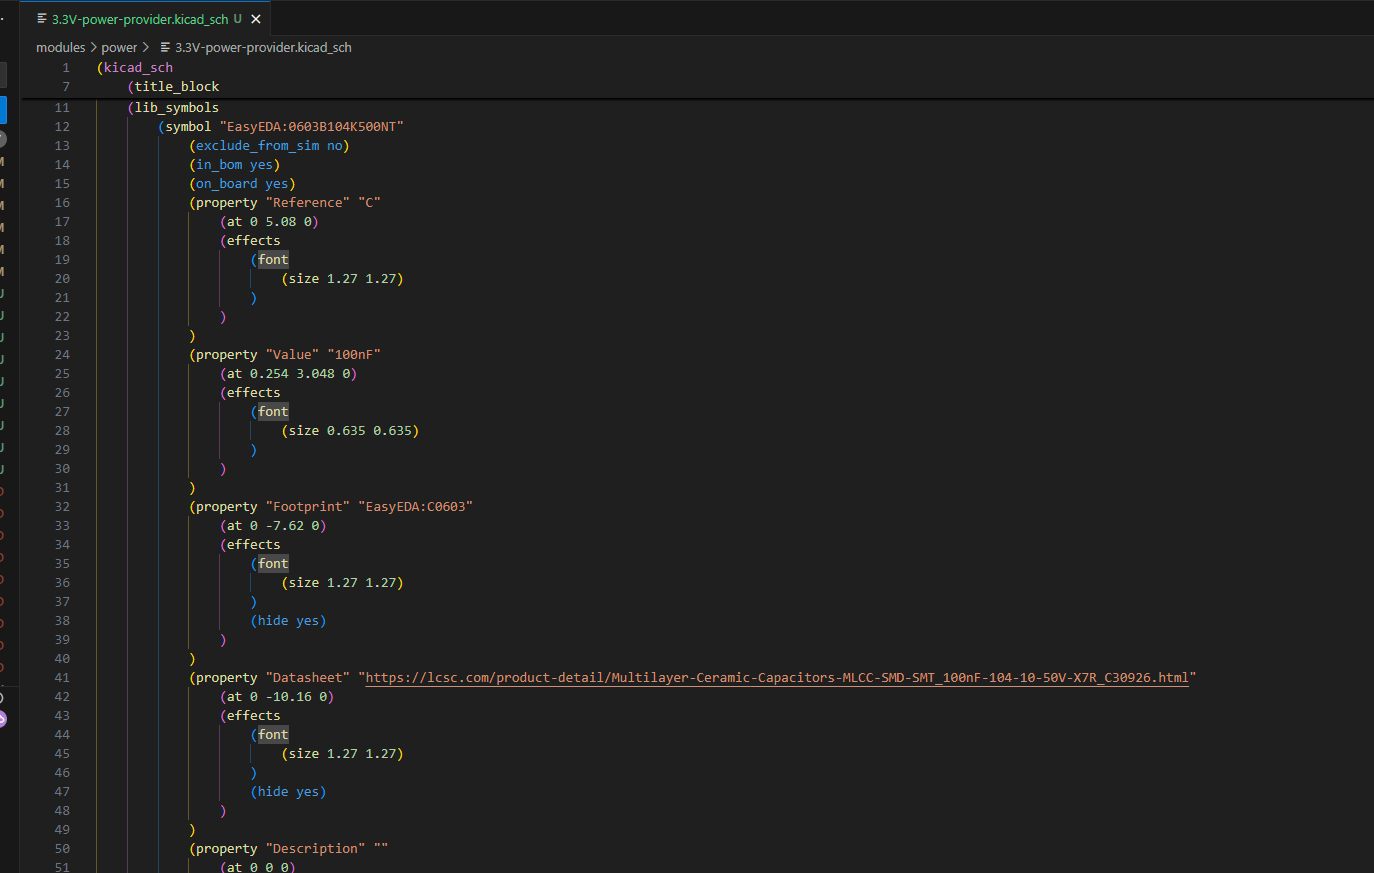 3.3V-power-provider.kicad_sch U ×
modules > power > 3.3V-power-provider.kicad_sch
1 (kicad_sch
7 (title_block
11 (lib_symbols
12 (symbol "EasyEDA:0603B104K500NT"
13 (exclude_from_sim no)
14 (in_bom yes)
15 (on_board yes)
16 (property "Reference" "C"
17 (at 0 5.08 0)
18 (effects
19 (font
20 (size 1.27 1.27)
21 )
22 )
23 )
24 (property "Value" "100nF"
25 (at 0.254 3.048 0)
26 (effects
27 (font
28 (size 0.635 0.635)
29 )
30 )
31 )
32 (property "Footprint" "EasyEDA:C0603"
33 (at 0 -7.62 0)
34 (effects
35 (font
36 (size 1.27 1.27)
37 )
38 (hide yes)
39 )
40 )
41 (property "Datasheet" "https://lcsc.com/product-detail/Multilayer-Ceramic-Capacitors-MLCC-SMD-SMT_100nF-104-10-50V-X7R_C30926.html"
42 (at 0 -10.16 0)
43 (effects
44 (font
45 (size 1.27 1.27)
46 )
47 (hide yes)
48 )
49 )
50 (property "Description" ""
51 (at 0 0 0)